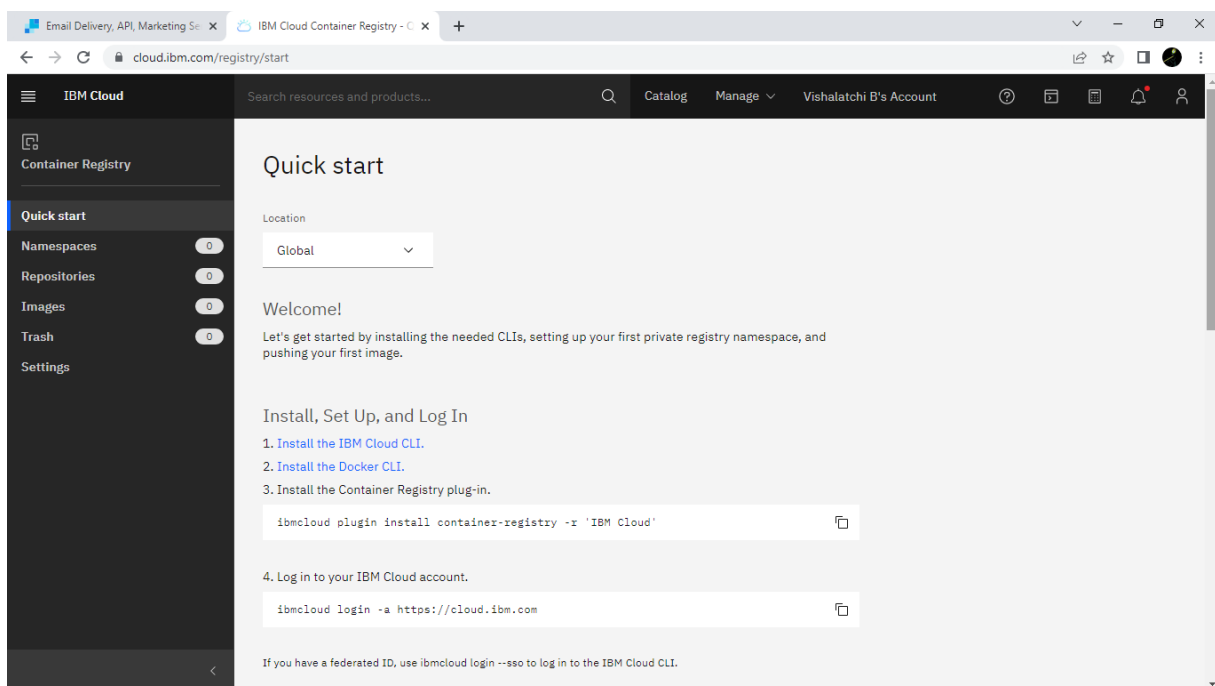 Email Delivery, API, Marketing Se
IBM Cloud Container Registry - C
cloud.ibm.com/registry/start
IBM Cloud
Search resources and products...
Catalog
Manage
Vishalatchi B's Account
Container Registry
Quick start
Namespaces 0
Repositories 0
Images 0
Trash 0
Settings
Quick start
Location
Global
Welcome!
Let's get started by installing the needed CLIs, setting up your first private registry namespace, and
pushing your first image.
Install, Set Up, and Log In
1. Install the IBM Cloud CLI.
2. Install the Docker CLI.
3. Install the Container Registry plug-in.
ibmcloud plugin install container-registry -r 'IBM Cloud'
4. Log in to your IBM Cloud account.
ibmcloud login -a https://cloud.ibm.com
If you have a federated ID, use ibmcloud login --sso to log in to the IBM Cloud CLI.